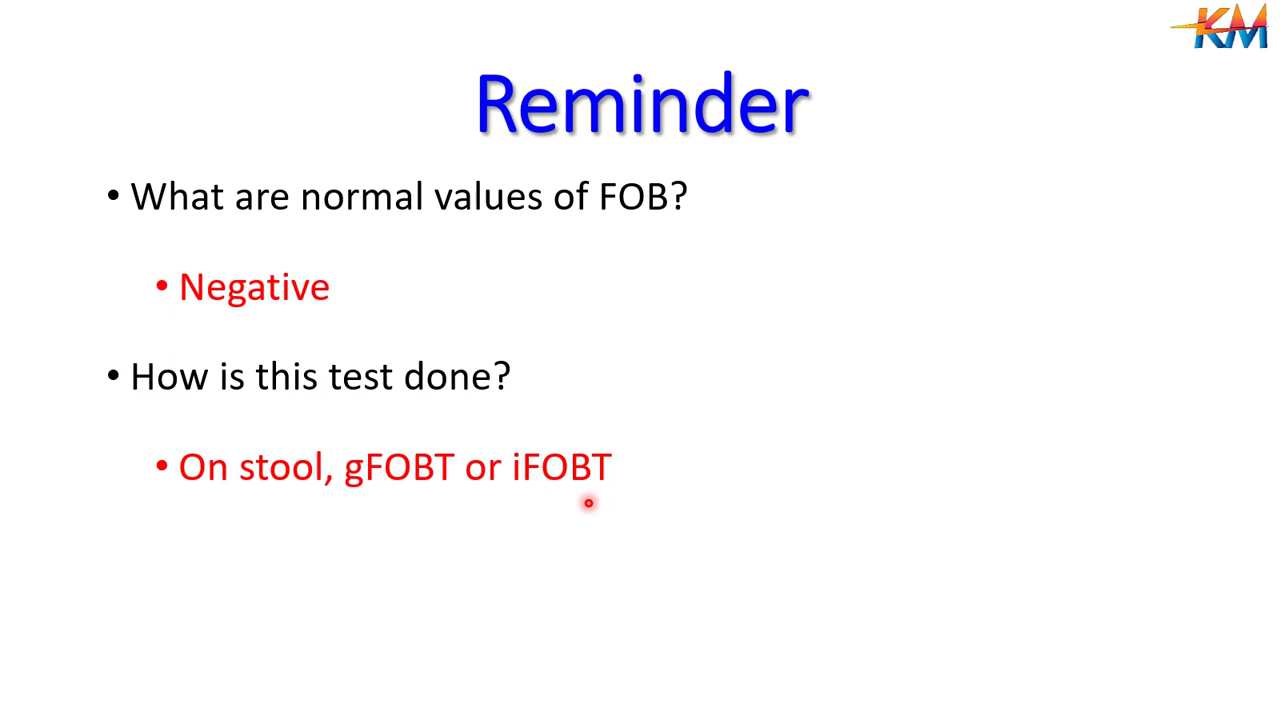 KM
Reminder
• What are normal values of FOB?
• Negative
• How is this test done?
• On stool, gFOBT or iFOBT